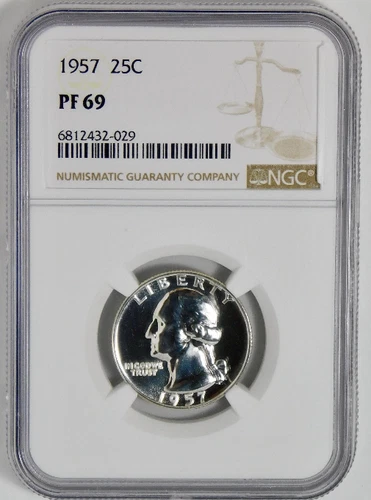 1957 25C
PF 69
6812432-029
NUMISMATIC GUARANTY COMPANY NGC®
LIBERTY
IN GOD WE
TRUST
1957